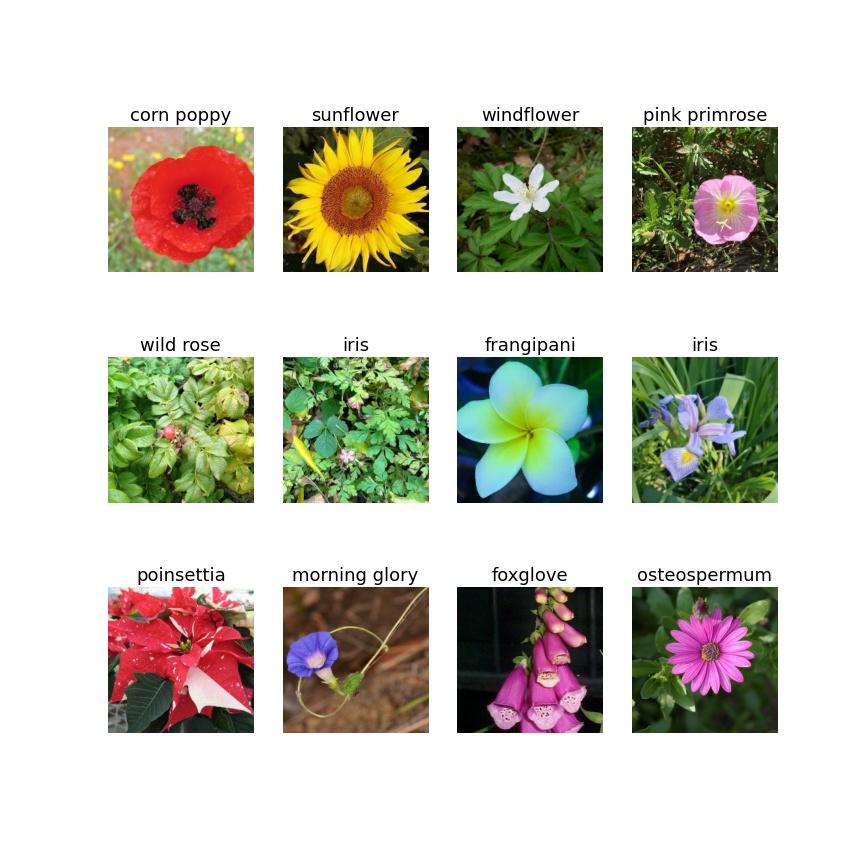 corn poppy
sunflower
windflower
pink primrose
wild rose
iris
frangipani
iris
poinsettia
morning glory
foxglove
osteospermum